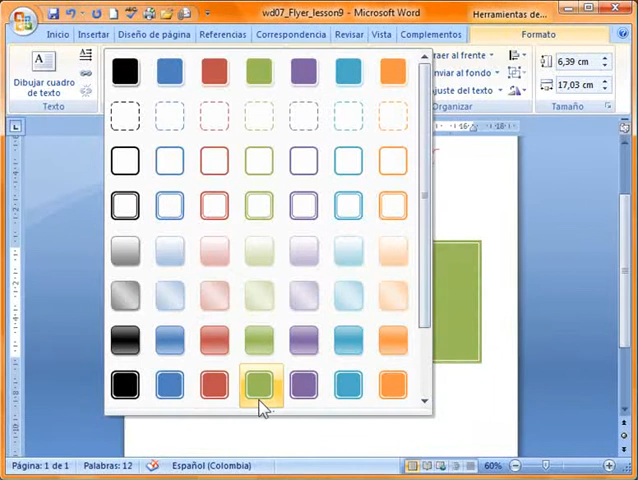 wd07_Flyer_lesson9 - Microsoft Word
Herramientas de...
Inicio
Insertar
Diseño de página
Referencias
Correspondencia
Revisar
Vista
Complementos
Formato
Dibujar cuadro
de texto
Texto
aer al frente
nviar al fondo
juste del texto
Organizar
6,39 cm
17,03 cm
Tamaño
Página: 1 de 1
Palabras: 12
Español (Colombia)
60%